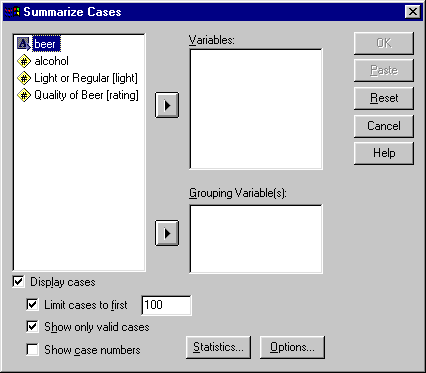 Summarize Cases
beer
alcohol
Light or Regular [light]
Quality of Beer [rating]
Variables:
Grouping Variable(s):
OK
Paste
Reset
Cancel
Help
Display cases
Limit cases to first 100
Show only valid cases
Show case numbers
Statistics...
Options...